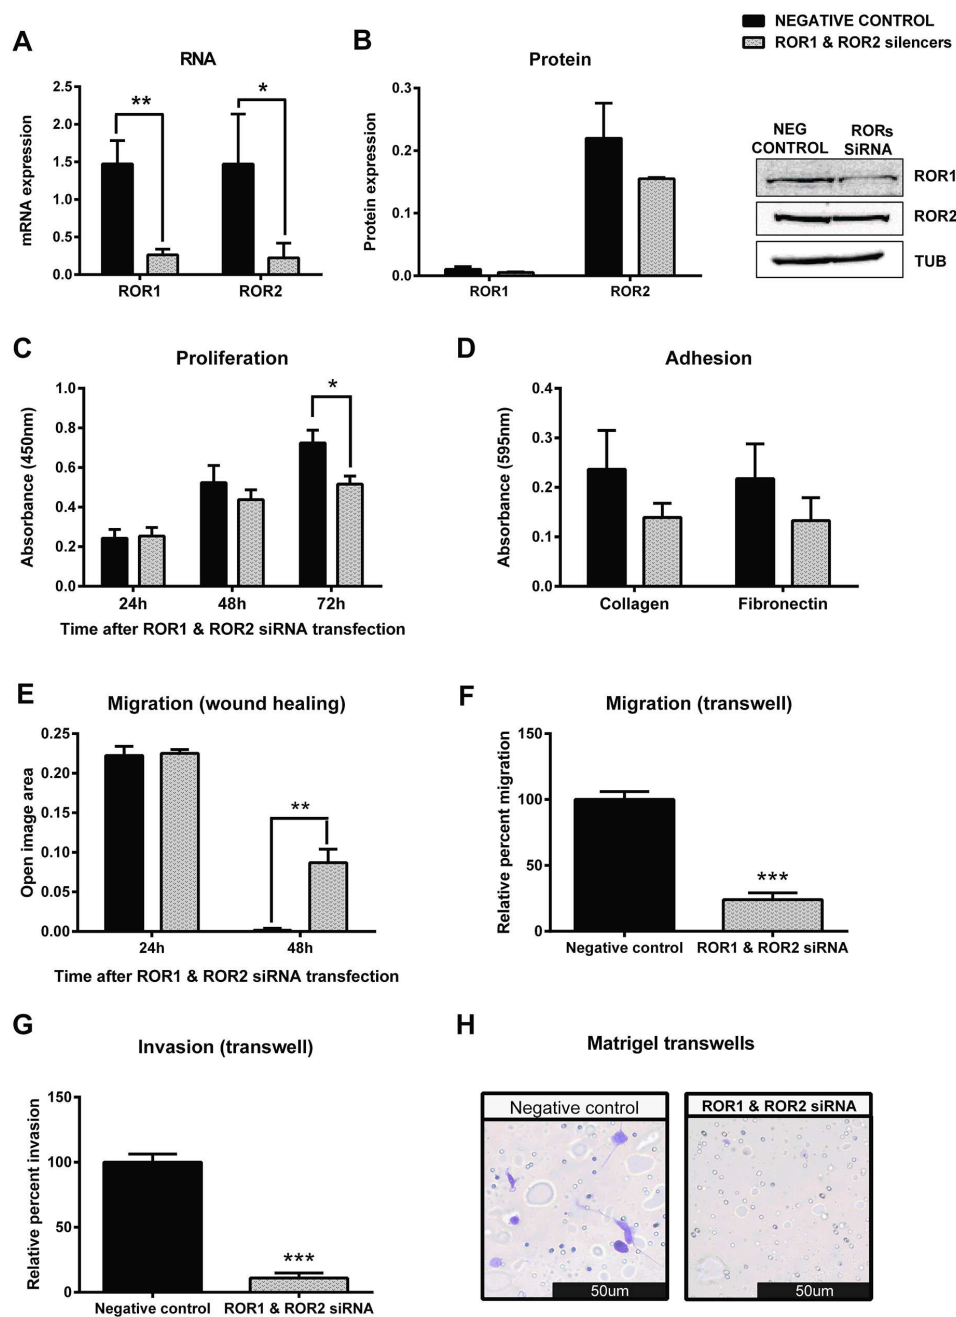 NEGATIVE CONTROL
ROR1 & ROR2 silencers
A
RNA
mRNA expression
2.5
2.0
1.5
1.0
0.5
0.0
**
*
ROR1
ROR2
B
Protein
Protein expression
0.3
0.2
0.1
0.0
ROR1
ROR2
NEG
CONTROL
RORs
SiRNA
ROR1
ROR2
TUB
C
Proliferation
Absorbance (450nm)
1.0
0.8
0.6
0.4
0.2
0.0
*
24h
48h
72h
Time after ROR1 & ROR2 siRNA transfection
D
Adhesion
Absorbance (595nm)
0.4
0.3
0.2
0.1
0.0
Collagen
Fibronectin
E
Migration (wound healing)
Open image area
0.25
0.20
0.15
0.10
0.05
0.00
**
24h
48h
Time after ROR1 & ROR2 siRNA transfection
F
Migration (transwell)
Relative percent migration
150
100
50
0
***
Negative control
ROR1 & ROR2 siRNA
G
Invasion (transwell)
Relative percent invasion
150
100
50
0
***
Negative control
ROR1 & ROR2 siRNA
H
Matrigel transwells
Negative control
ROR1 & ROR2 siRNA
50um
50um